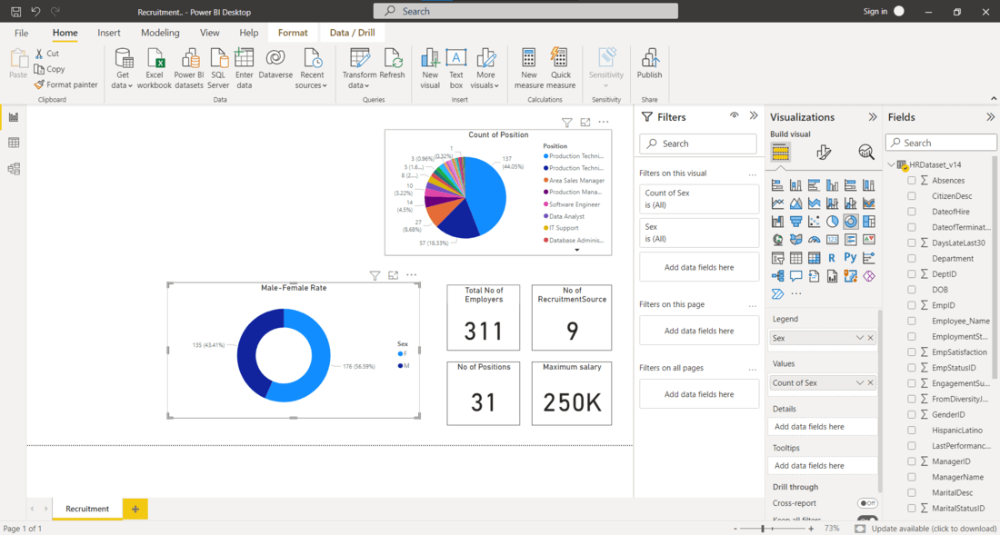 Recruitment.. - Power BI Desktop
Search
Sign in
File
Home
Insert
Modeling
View
Help
Format
Data / Drill
Paste
Cut
Copy
Format painter
Clipboard
Get data
Excel workbook
Power BI datasets
SQL Server
Enter data
Dataverse
Recent sources
Data
Transform data
Refresh
Queries
New visual
Text box
More visuals
Insert
New measure
Quick measure
Calculations
Sensitivity
Sensitivity
Publish
Share
Count of Position
1
(0.32%)
3 (0.96%)
5 (1.6...)
8 (2....)
10
(3.22%)
14
(4.5%)
27
(8.68%)
57 (18.33%)
137
(44.05%)
Position
Production Techni...
Production Techni...
Area Sales Manager
Production Mana...
Software Engineer
Data Analyst
IT Support
Database Adminis...
Male-Female Rate
135 (43.41%)
176 (56.59%)
Sex
F
M
Total No of
Employers
311
No of
RecruitmentSource
9
No of Positions
31
Maximum salary
250K
Filters
Search
Filters on this visual
Count of Sex
is (All)
Sex
is (All)
Add data fields here
Filters on this page
Add data fields here
Filters on all pages
Add data fields here
Visualizations
Build visual
123
R
Py
Legend
Sex
Values
Count of Sex
Details
Add data fields here
Tooltips
Add data fields here
Drill through
Cross-report
Off
Keep all filters
Fields
Search
HRDataset_v14
Absences
CitizenDesc
DateofHire
DateofTerminat...
DaysLateLast30
Department
DeptID
DOB
EmpID
Employee_Name
EmploymentSt...
EmpSatisfaction
EmpStatusID
EngagementSu...
FromDiversityJ...
GenderID
HispanicLatino
LastPerformanc...
ManagerID
ManagerName
MaritalDesc
MaritalStatusID
Recruitment
Page 1 of 1
73%
Update available (click to download)